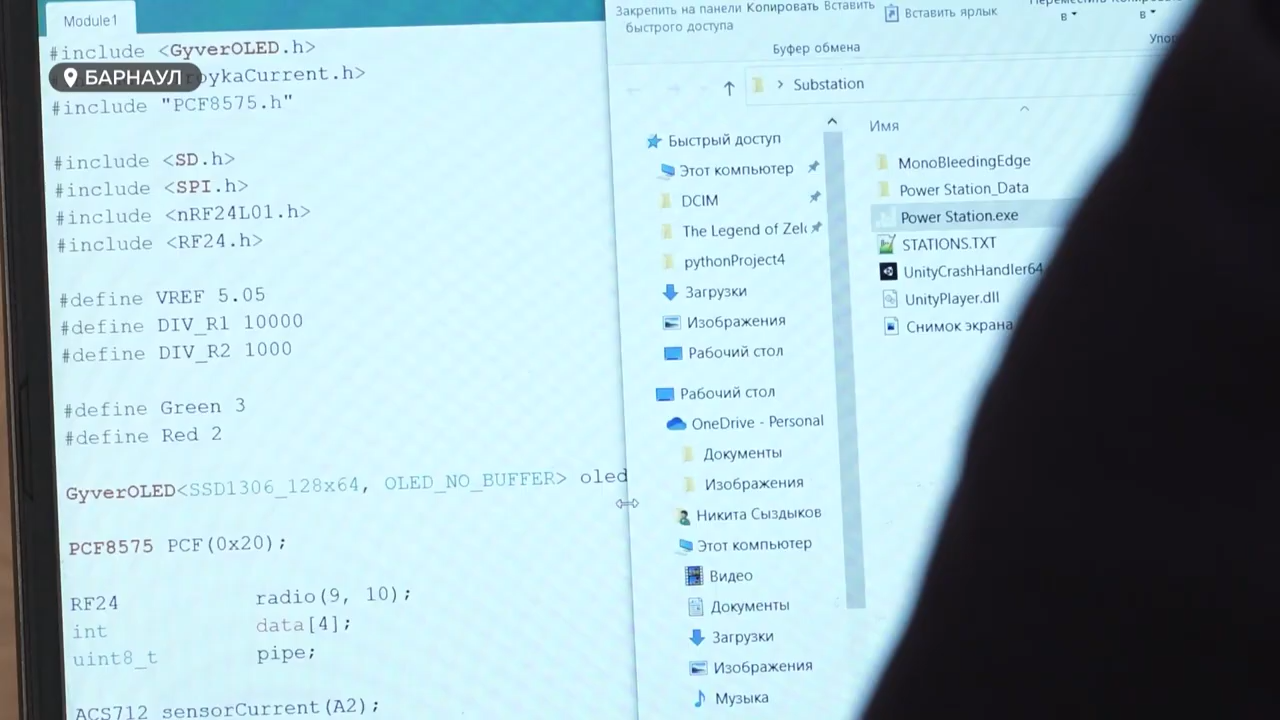 Module1
#include <GyverOLED.h>
БАРНАУЛ
oykaCurrent.h>
#include "PCF8575.h"
#include <SD.h>
#include <SPI.h>
#include <nRF24L01.h>
#include <RF24.h>
#define VREF 5.05
#define DIV_R1 10000
#define DIV_R2 1000
#define Green 3
#define Red 2
GyverOLED<SSD1306_128x64, OLED_NO_BUFFER> oled
PCF8575 PCF(0x20);
RF24 radio(9, 10);
int data[4];
uint8_t pipe;
ACS712 sensorCurrent(A2);
Закрепить на панели Копировать Вставить
быстрого доступа
Вставить ярлык
в
в
Буфер обмена
Substation
Быстрый доступ
Этот компьютер
DCIM
The Legend of Zel
pythonProject4
Загрузки
Изображения
Рабочий стол
Рабочий стол
OneDrive - Personal
Документы
Изображения
Никита Сыздыков
Этот компьютер
Видео
Документы
Загрузки
Изображения
Музыка
Имя
MonoBleedingEdge
Power Station_Data
Power Station.exe
STATIONS.TXT
UnityCrashHandler64
UnityPlayer.dll
Снимок экрана